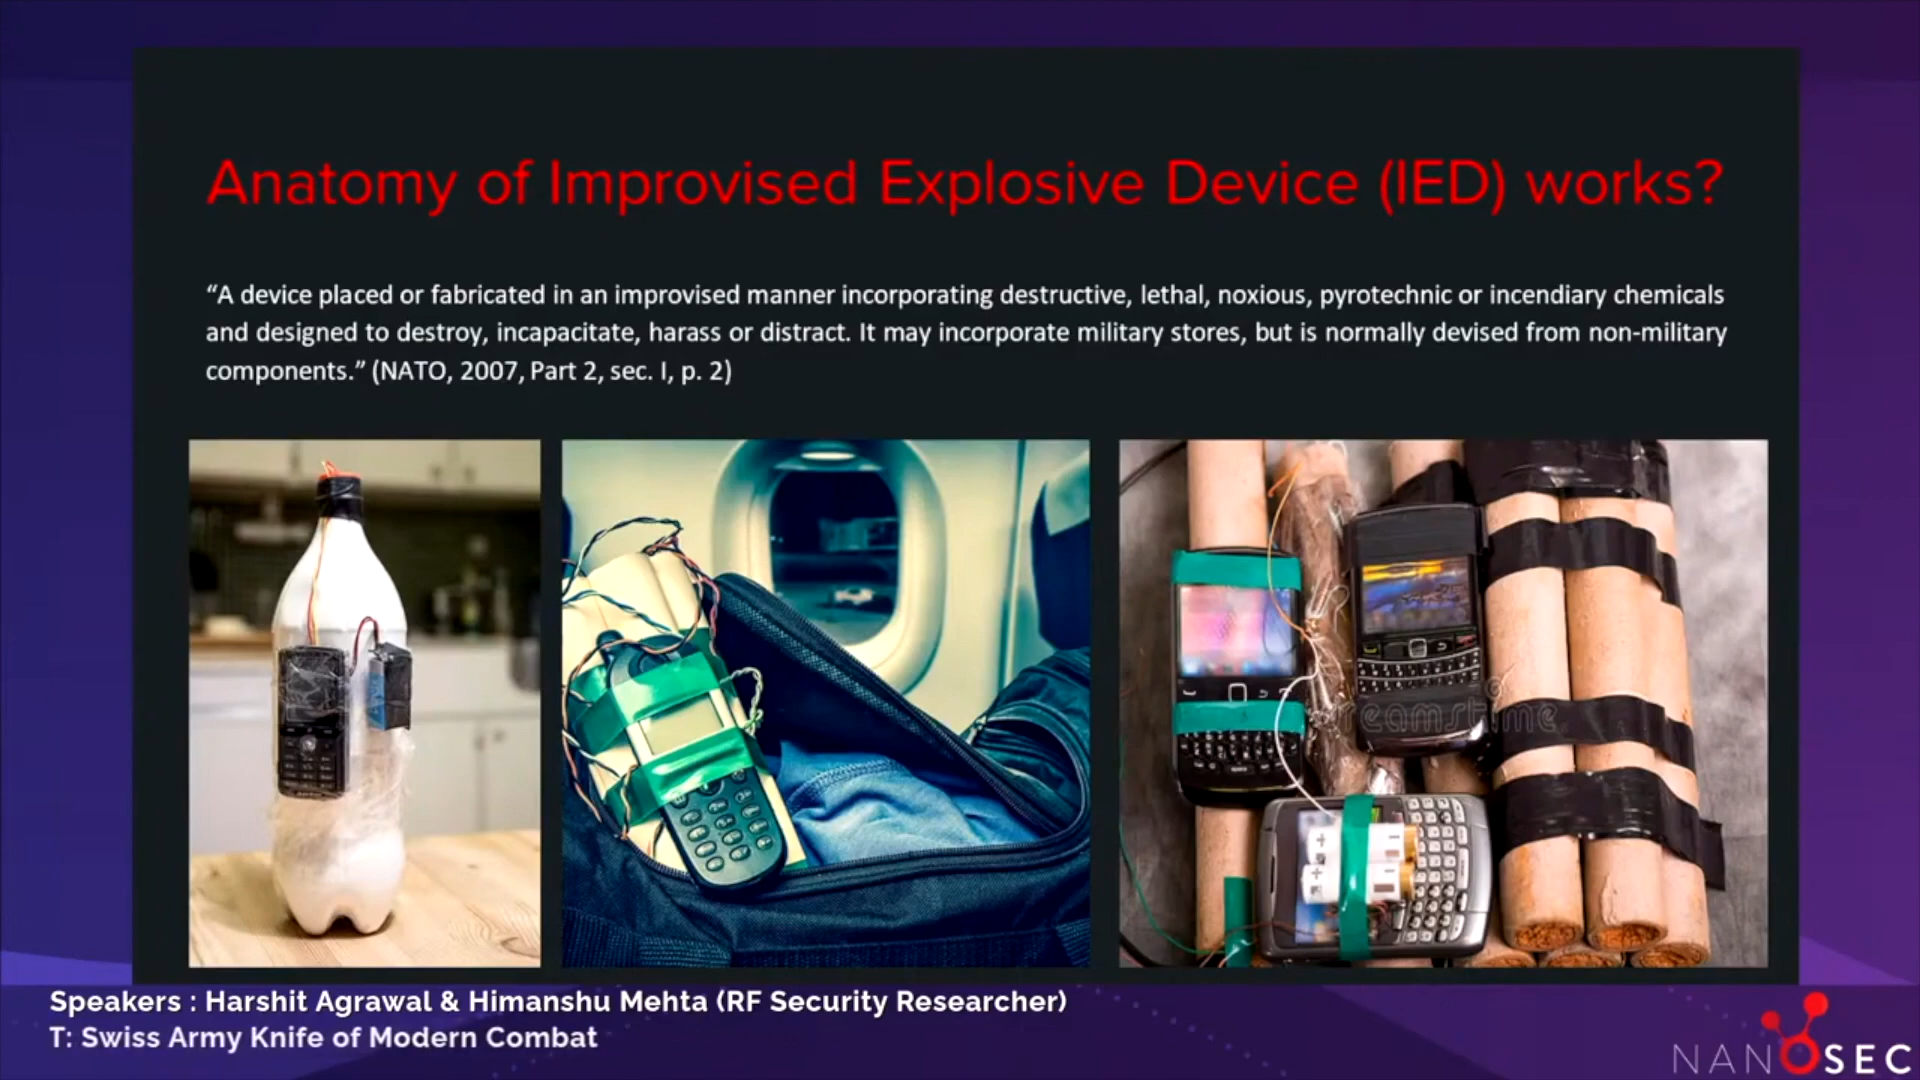 Anatomy of Improvised Explosive Device (IED) works?
“A device placed or fabricated in an improvised manner incorporating destructive, lethal, noxious, pyrotechnic or incendiary chemicals
and designed to destroy, incapacitate, harass or distract. It may incorporate military stores, but is normally devised from non-military
components.” (NATO, 2007, Part 2, sec. I, p. 2)
dreamstime
Speakers : Harshit Agrawal & Himanshu Mehta (RF Security Researcher)
T: Swiss Army Knife of Modern Combat
NANOSEC